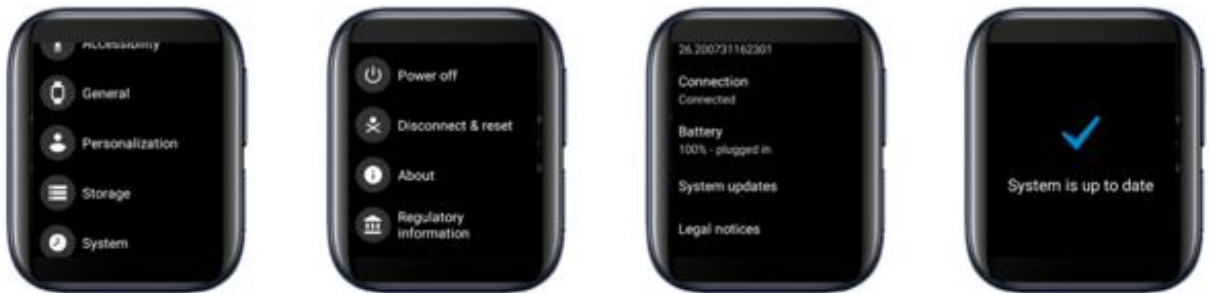 Accessibility
General
Personalization
Storage
System
Power off
Disconnect & reset
About
Regulatory
information
26.200731162301
Connection
Connected
Battery
100% - plugged in
System updates
Legal notices
System is up to date